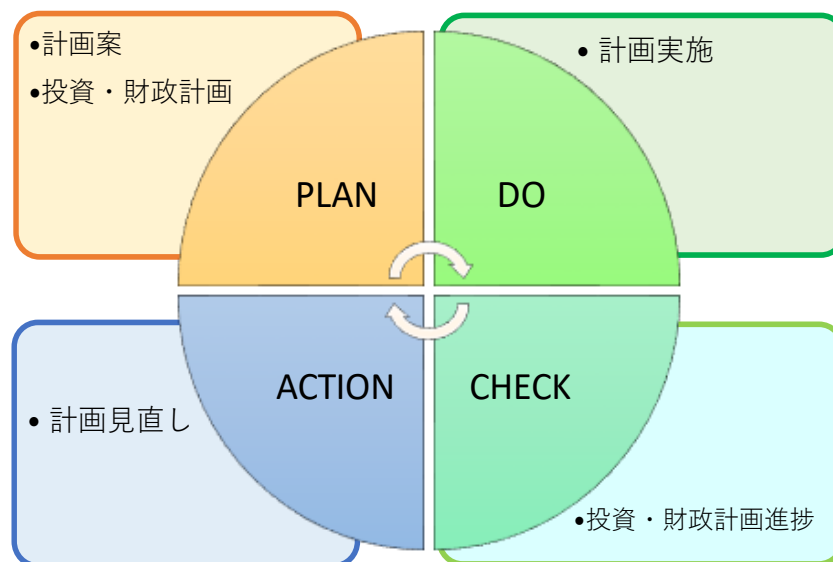 •計画案
•投資・財政計画
• 計画実施
PLAN
DO
ACTION
CHECK
• 計画見直し
•投資・財政計画進捗